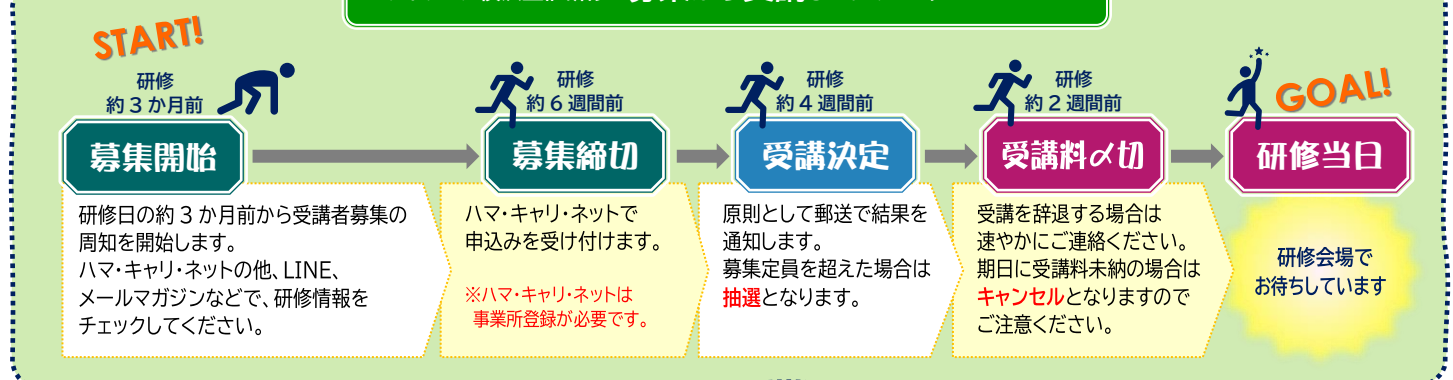 START!
研修
約３か月前
募集開始
研修日の約３か月前から受講者募集の
周知を開始します。
ハマ・キャリ・ネットの他、LINE、
メールマガジンなどで、研修情報を
チェックしてください。
研修
約６週間前
募集締切
ハマ・キャリ・ネットで
申込みを受け付けます。
※ハマ・キャリ・ネットは
事業所登録が必要です。
研修
約４週間前
受講決定
原則として郵送で結果を
通知します。
募集定員を超えた場合は
抽選となります。
研修
約２週間前
受講料〆切
受講を辞退する場合は
速やかにご連絡ください。
期日に受講料未納の場合は
キャンセルとなりますので
ご注意ください。
GOAL!
研修当日
研修会場で
お待ちしています